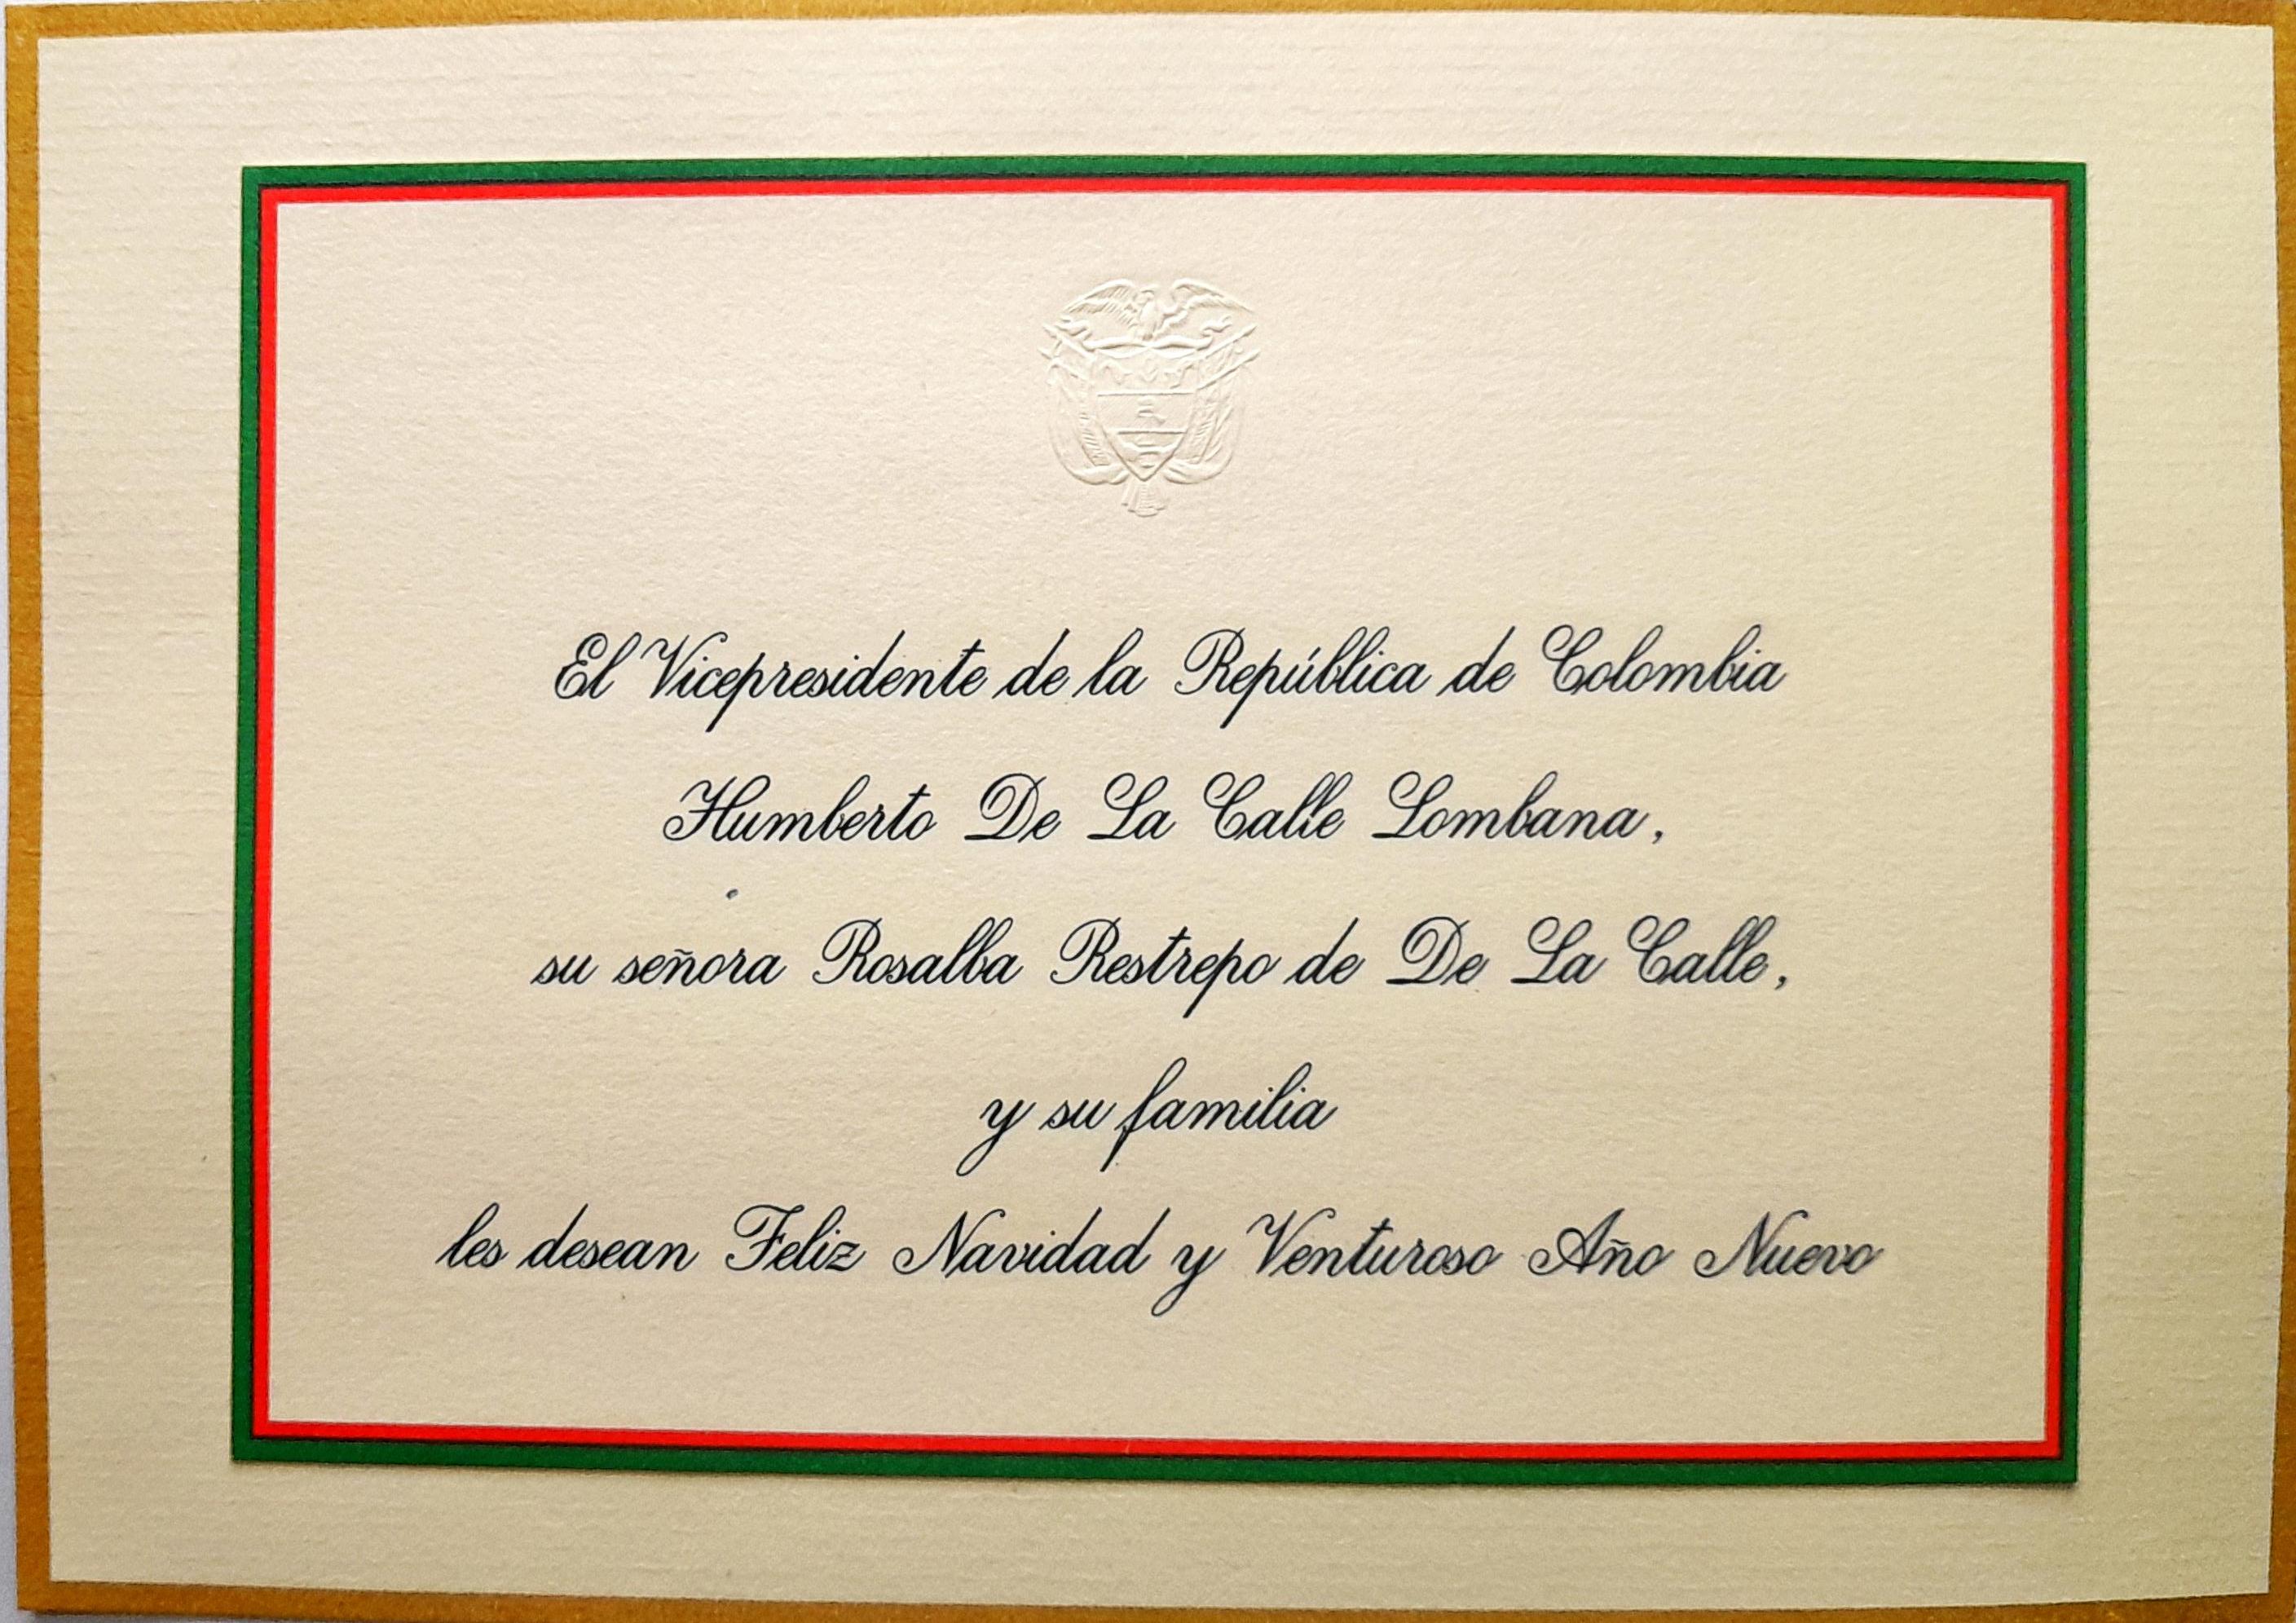 El Vicepresidente de la República de Colombia
Humberto De La Calle Lombana,
su señora Rosalba Restrepo de De La Calle,
y su familia
les desean Feliz Navidad y Venturoso Año Nuevo